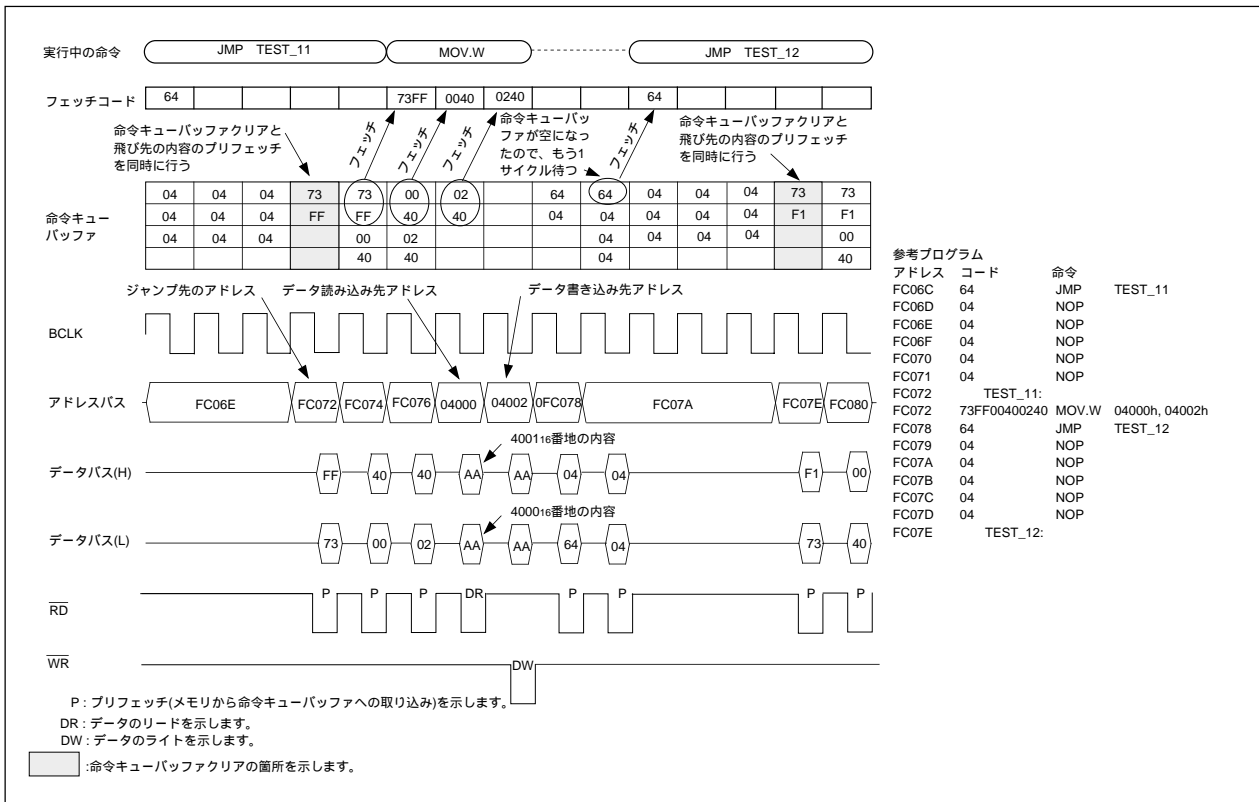 実行中の命令 JMP TEST_11 MOV.W JMP TEST_12
フェッチコード 64 73FF 0040 0240 64
命令キューバッファクリアと
飛び先の内容のプリフェッチ
を同時に行う
フェッチ
フェッチ
フェッチ
命令キューバッ
ファが空になっ
たので、もう1
サイクル待つ
フェッチ
命令キューバッファクリアと
飛び先の内容のプリフェッチ
を同時に行う
命令キュー
バッファ
04 04 04 73 73 00 02 64 64 04 04 04 73 73
04 04 04 FF FF 40 40 04 04 04 04 04 F1 F1
04 04 04 00 02 04 04 04 04 00
40 40 04 40
ジャンプ先のアドレス データ読み込み先アドレス データ書き込み先アドレス
BCLK
アドレスバス FC06E FC072 FC074 FC076 04000 04002 0FC078 FC07A FC07E FC080
400116番地の内容
データバス(H) FF 40 40 AA AA 04 04 F1 00
400016番地の内容
データバス(L) 73 00 02 AA AA 64 04 73 40
RD P P P DR P P P P
WR DW
P : プリフェッチ(メモリから命令キューバッファへの取り込み)を示します。
DR : データのリードを示します。
DW : データのライトを示します。
:命令キューバッファクリアの箇所を示します。
参考プログラム
アドレス コード 命令
FC06C 64 JMP TEST_11
FC06D 04 NOP
FC06E 04 NOP
FC06F 04 NOP
FC070 04 NOP
FC071 04 NOP
FC072 TEST_11:
FC072 73FF00400240 MOV.W 04000h, 04002h
FC078 64 JMP TEST_12
FC079 04 NOP
FC07A 04 NOP
FC07B 04 NOP
FC07C 04 NOP
FC07D 04 NOP
FC07E TEST_12: